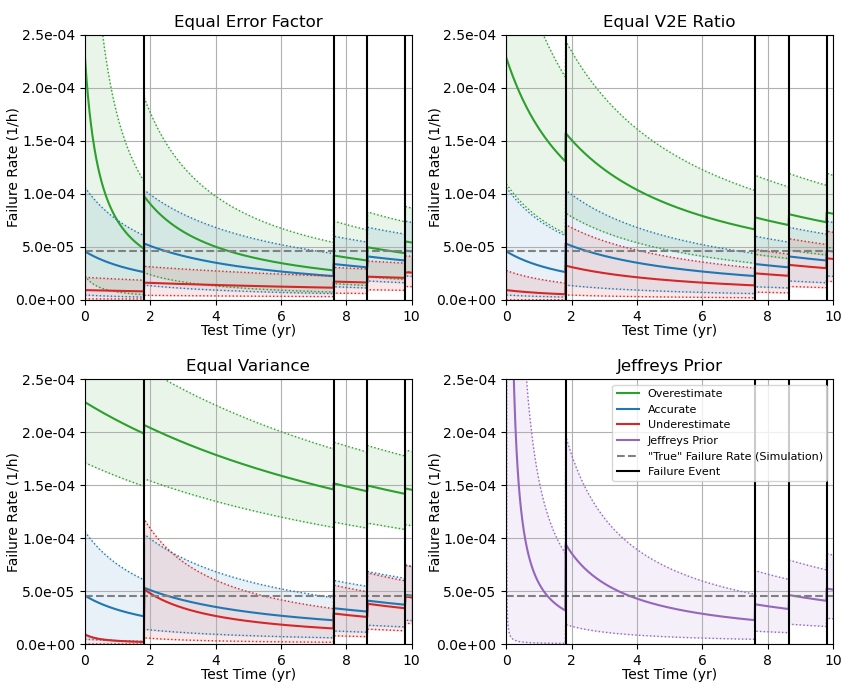 Equal Error Factor
2.5e-04
2.0e-04
1.5e-04
1.0e-04
5.0e-05
0.0e+00
Failure Rate (1/h)
0 2 4 6 8 10
Test Time (yr)
Equal V2E Ratio
2.5e-04
2.0e-04
1.5e-04
1.0e-04
5.0e-05
0.0e+00
Failure Rate (1/h)
0 2 4 6 8 10
Test Time (yr)
Equal Variance
2.5e-04
2.0e-04
1.5e-04
1.0e-04
5.0e-05
0.0e+00
Failure Rate (1/h)
0 2 4 6 8 10
Test Time (yr)
Jeffreys Prior
2.5e-04
2.0e-04
1.5e-04
1.0e-04
5.0e-05
0.0e+00
Failure Rate (1/h)
Overestimate
Accurate
Underestimate
Jeffreys Prior
"True" Failure Rate (Simulation)
Failure Event
0 2 4 6 8 10
Test Time (yr)